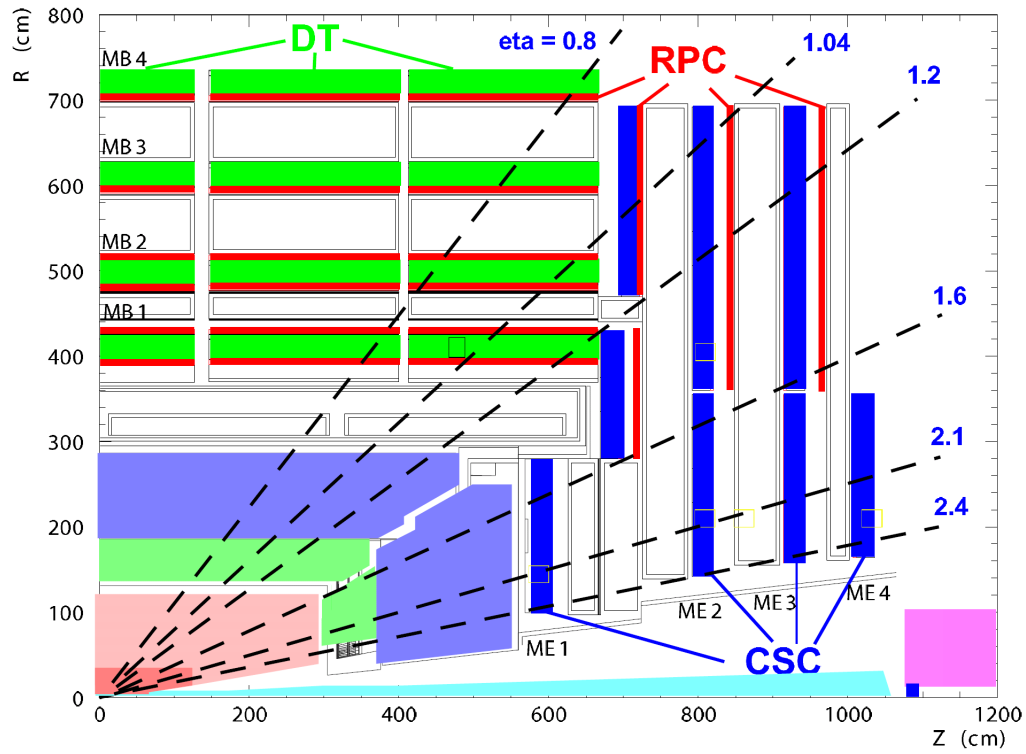 R (cm)
800
700
600
500
400
300
200
100
0
0
200
400
600
800
1000
1200
Z (cm)
DT
eta = 0.8
1.04
RPC
1.2
MB 4
MB 3
MB 2
MB 1
1.6
2.1
2.4
ME 1
ME 2
ME 3
ME 4
CSC